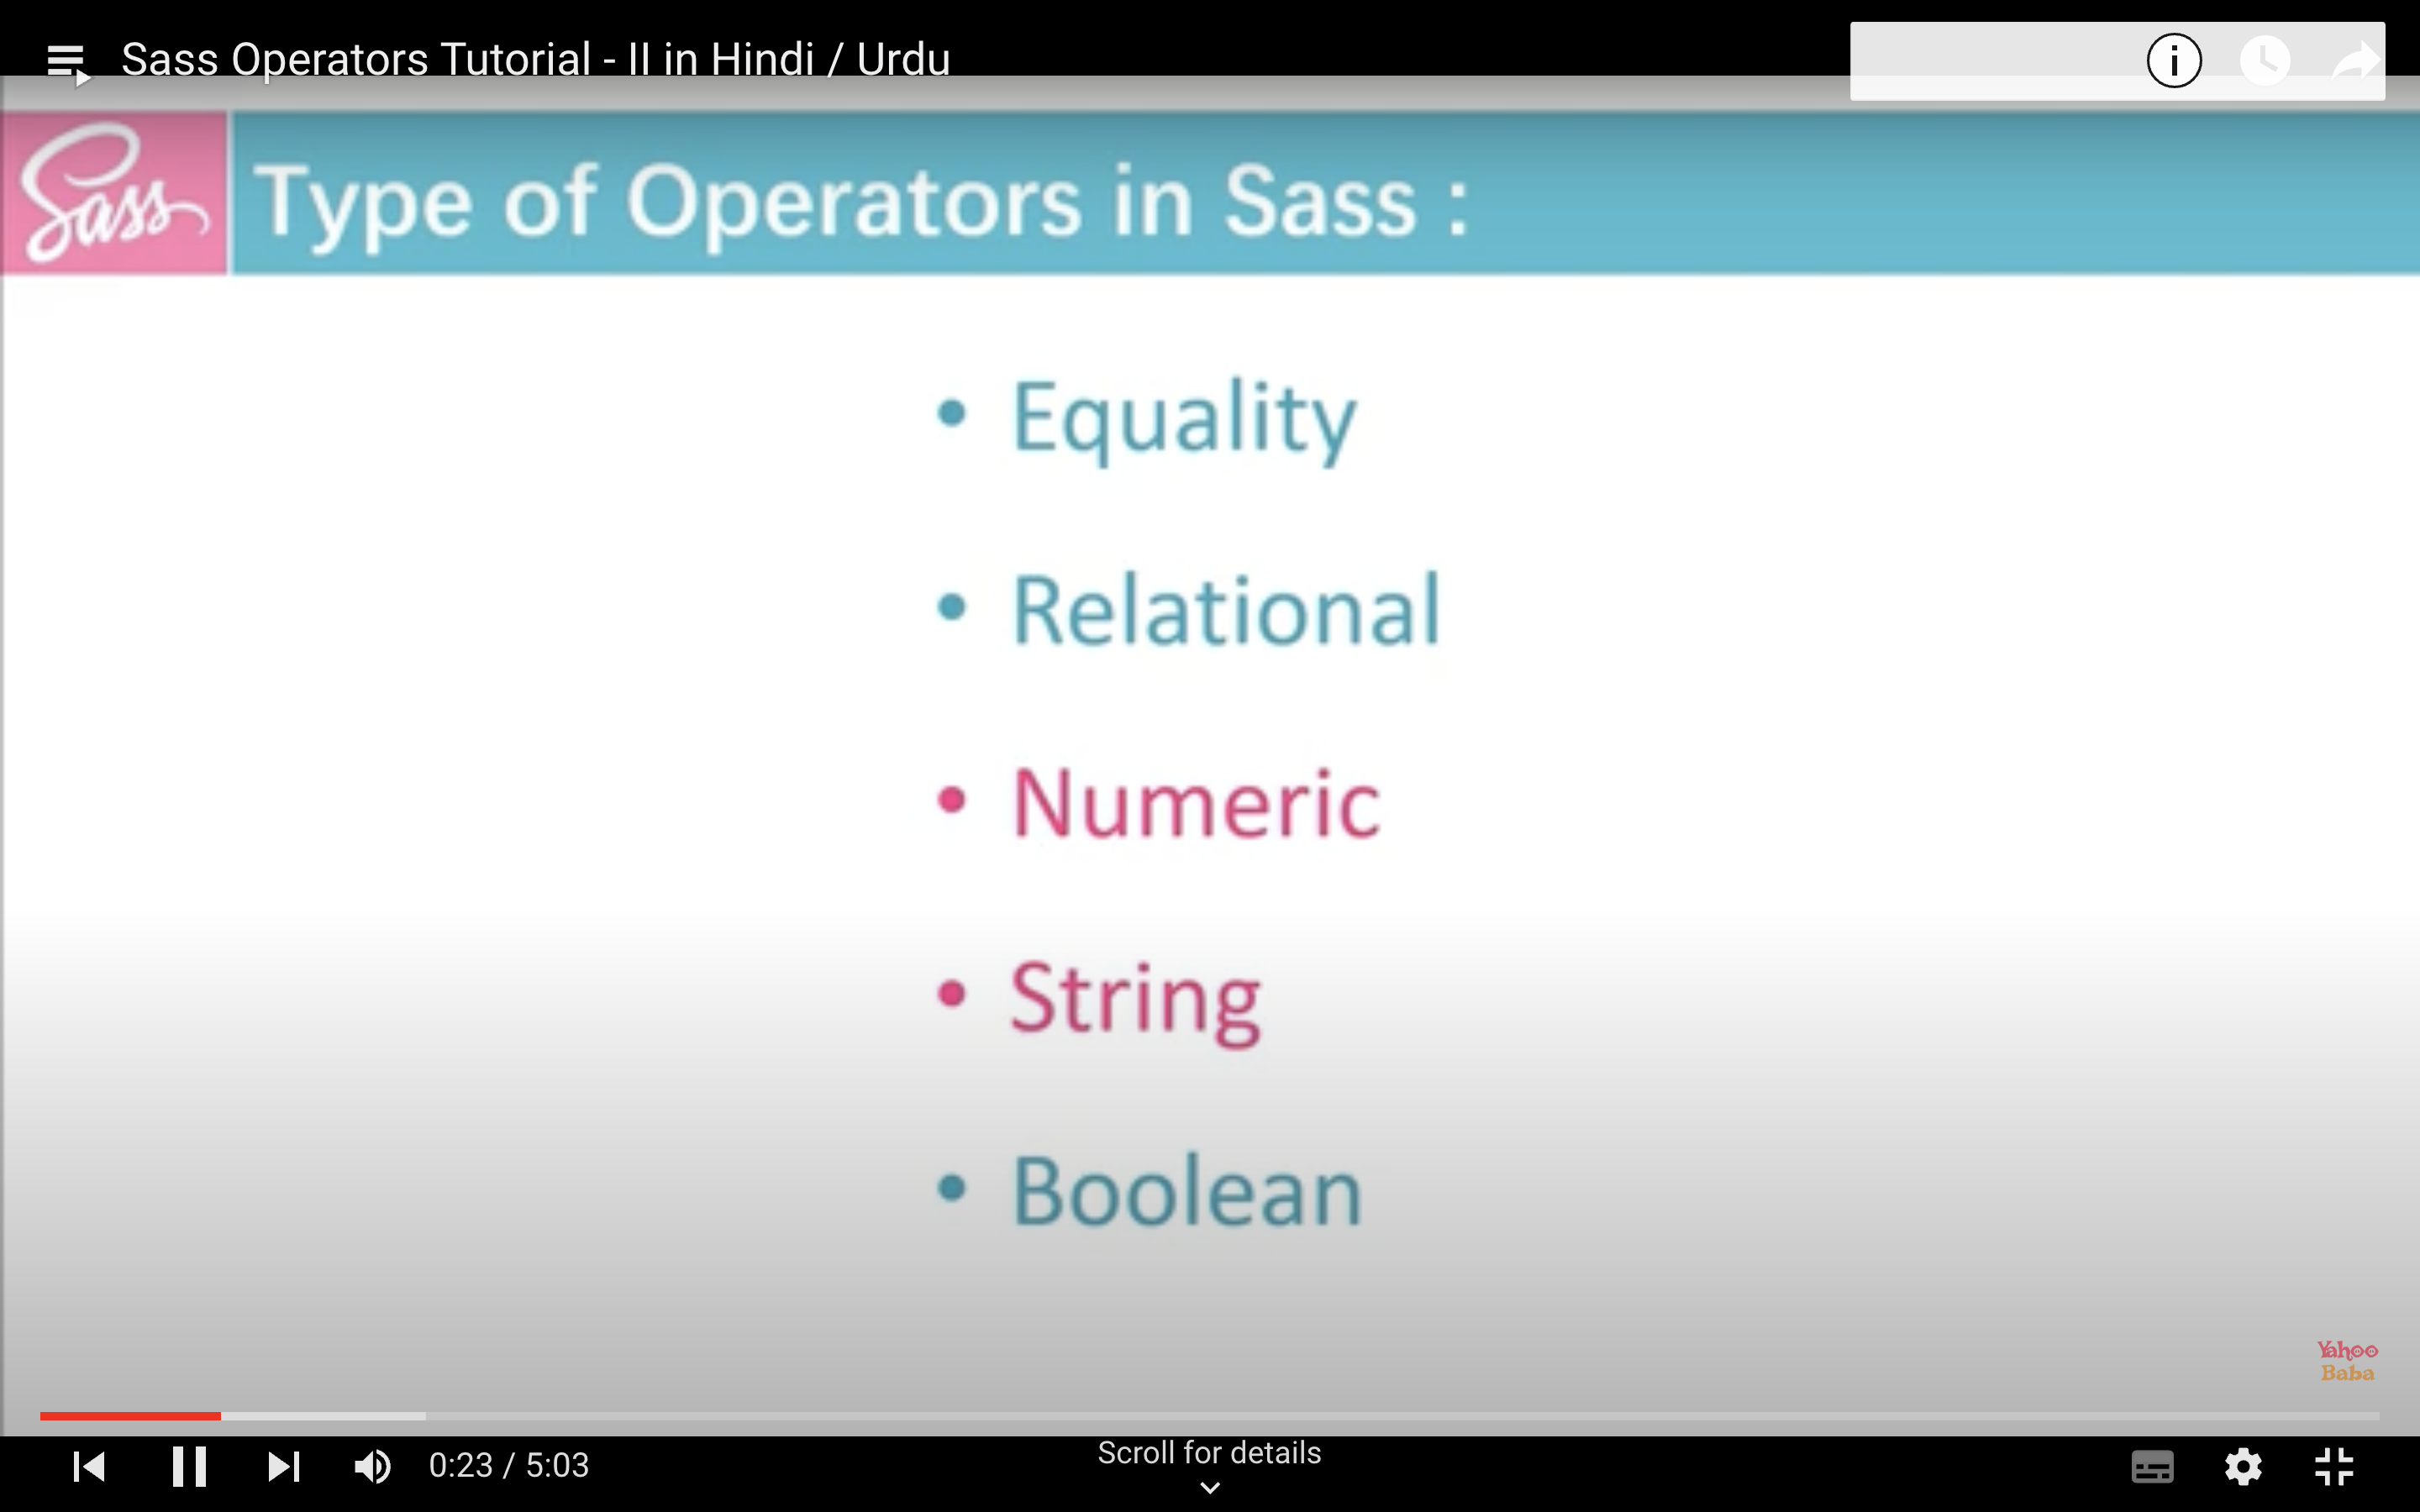 Sass Operators Tutorial - II in Hindi / Urdu
Sass
Type of Operators in Sass :
• Equality
• Relational
• Numeric
• String
• Boolean
Yahoo
Baba
0:23 / 5:03
Scroll for details